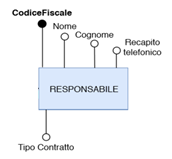 CodiceFiscale
Nome
Cognome
Recapito
telefonico
RESPONSABILE
Tipo Contratto